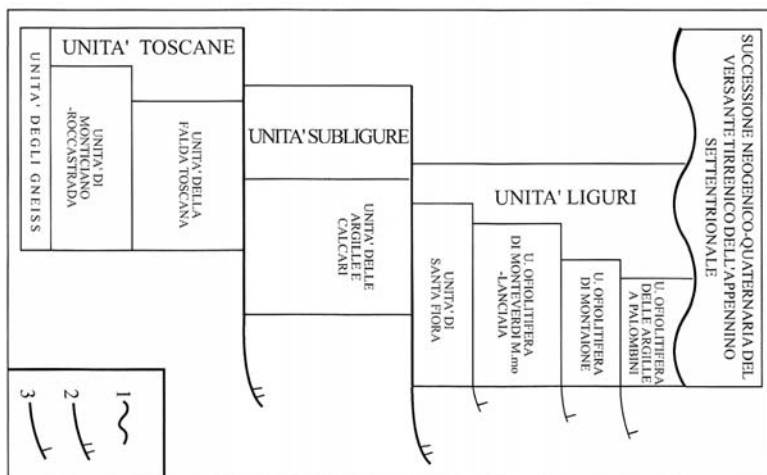 SUCCESSIONE NEOGENICO-QUATERNARIA DEL
VERSANTE TIRRENICO DELL'APPENNINO
SETTENTRIONALE
UNITA' LIGURI
U. OFIOLITIFERA
DELLE ARGILLE
A PALOMBINI
U. OFIOLITIFERA
DI MONTAIONE
U. OFIOLITIFERA
DI MONTEVERDI M.mo
-LANCIAIA
UNITA' DI
SANTA FIORA
UNITA' SUBLIGURE
UNITA' DELLE
ARGILLE E
CALCARI
UNITA' TOSCANE
UNITA' DELLA
FALDA TOSCANA
UNITA' DI
MONTICIANO
-ROCCASTRADA
UNITA' DEGLI GNEISS
1
2
3